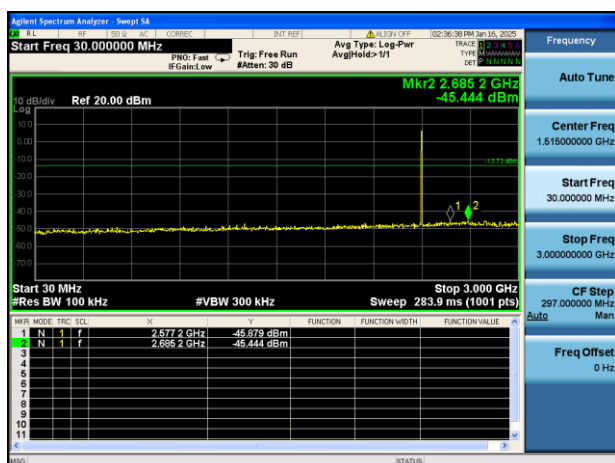 Agilent Spectrum Analyzer - Swept SA
LXI RL RF 50 Ω AC CORREC INT REF ALIGN OFF 02:36:38 PM Jan 16, 2025
Start Freq 30.000000 MHz
PNO: Fast
IFGain:Low
Trig: Free Run
#Atten: 30 dB
Avg Type: Log-Pwr
Avg|Hold:>1/1
TRACE 1 2 3 4 5 6
TYPE M W W W W W
DET P N N N N N
Mkr2 2.685 2 GHz
-45.444 dBm
10 dB/div Ref 20.00 dBm
Log
10.0
0.00
-10.0
-13.73 dBm
-20.0
-30.0
-40.0
-50.0
-60.0
-70.0
1
2
Start 30 MHz Stop 3.000 GHz
#Res BW 100 kHz #VBW 300 kHz Sweep 283.9 ms (1001 pts)
MKR MODE TRC SCL X Y FUNCTION FUNCTION WIDTH FUNCTION VALUE
1 N 1 f 2.577 2 GHz -45.879 dBm
2 N 1 f 2.685 2 GHz -45.444 dBm
3
4
5
6
7
8
9
10
11
MSG STATUS
Frequency
Auto Tune
Center Freq
1.515000000 GHz
Start Freq
30.000000 MHz
Stop Freq
3.000000000 GHz
CF Step
297.000000 MHz
Auto Man
Freq Offset
0 Hz